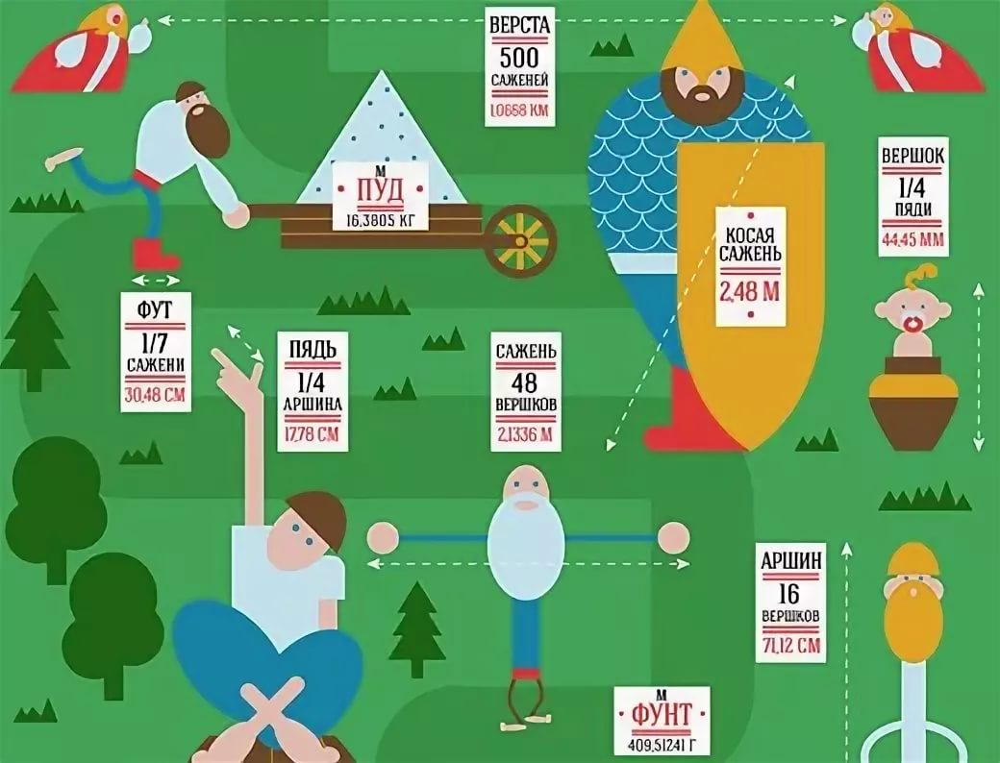 ВЕРСТА
500
САЖЕНЕЙ
1,0668 КМ
М
ПУД
16,3805 КГ
КОСАЯ
САЖЕНЬ
2,48 М
ВЕРШОК
1/4
ПЯДИ
44,45 ММ
ФУТ
1/7
САЖЕНИ
30,48 СМ
ПЯДЬ
1/4
АРШИНА
17,78 СМ
САЖЕНЬ
48
ВЕРШКОВ
2,1336 М
АРШИН
16
ВЕРШКОВ
71,12 СМ
М
ФУНТ
409,51241 Г